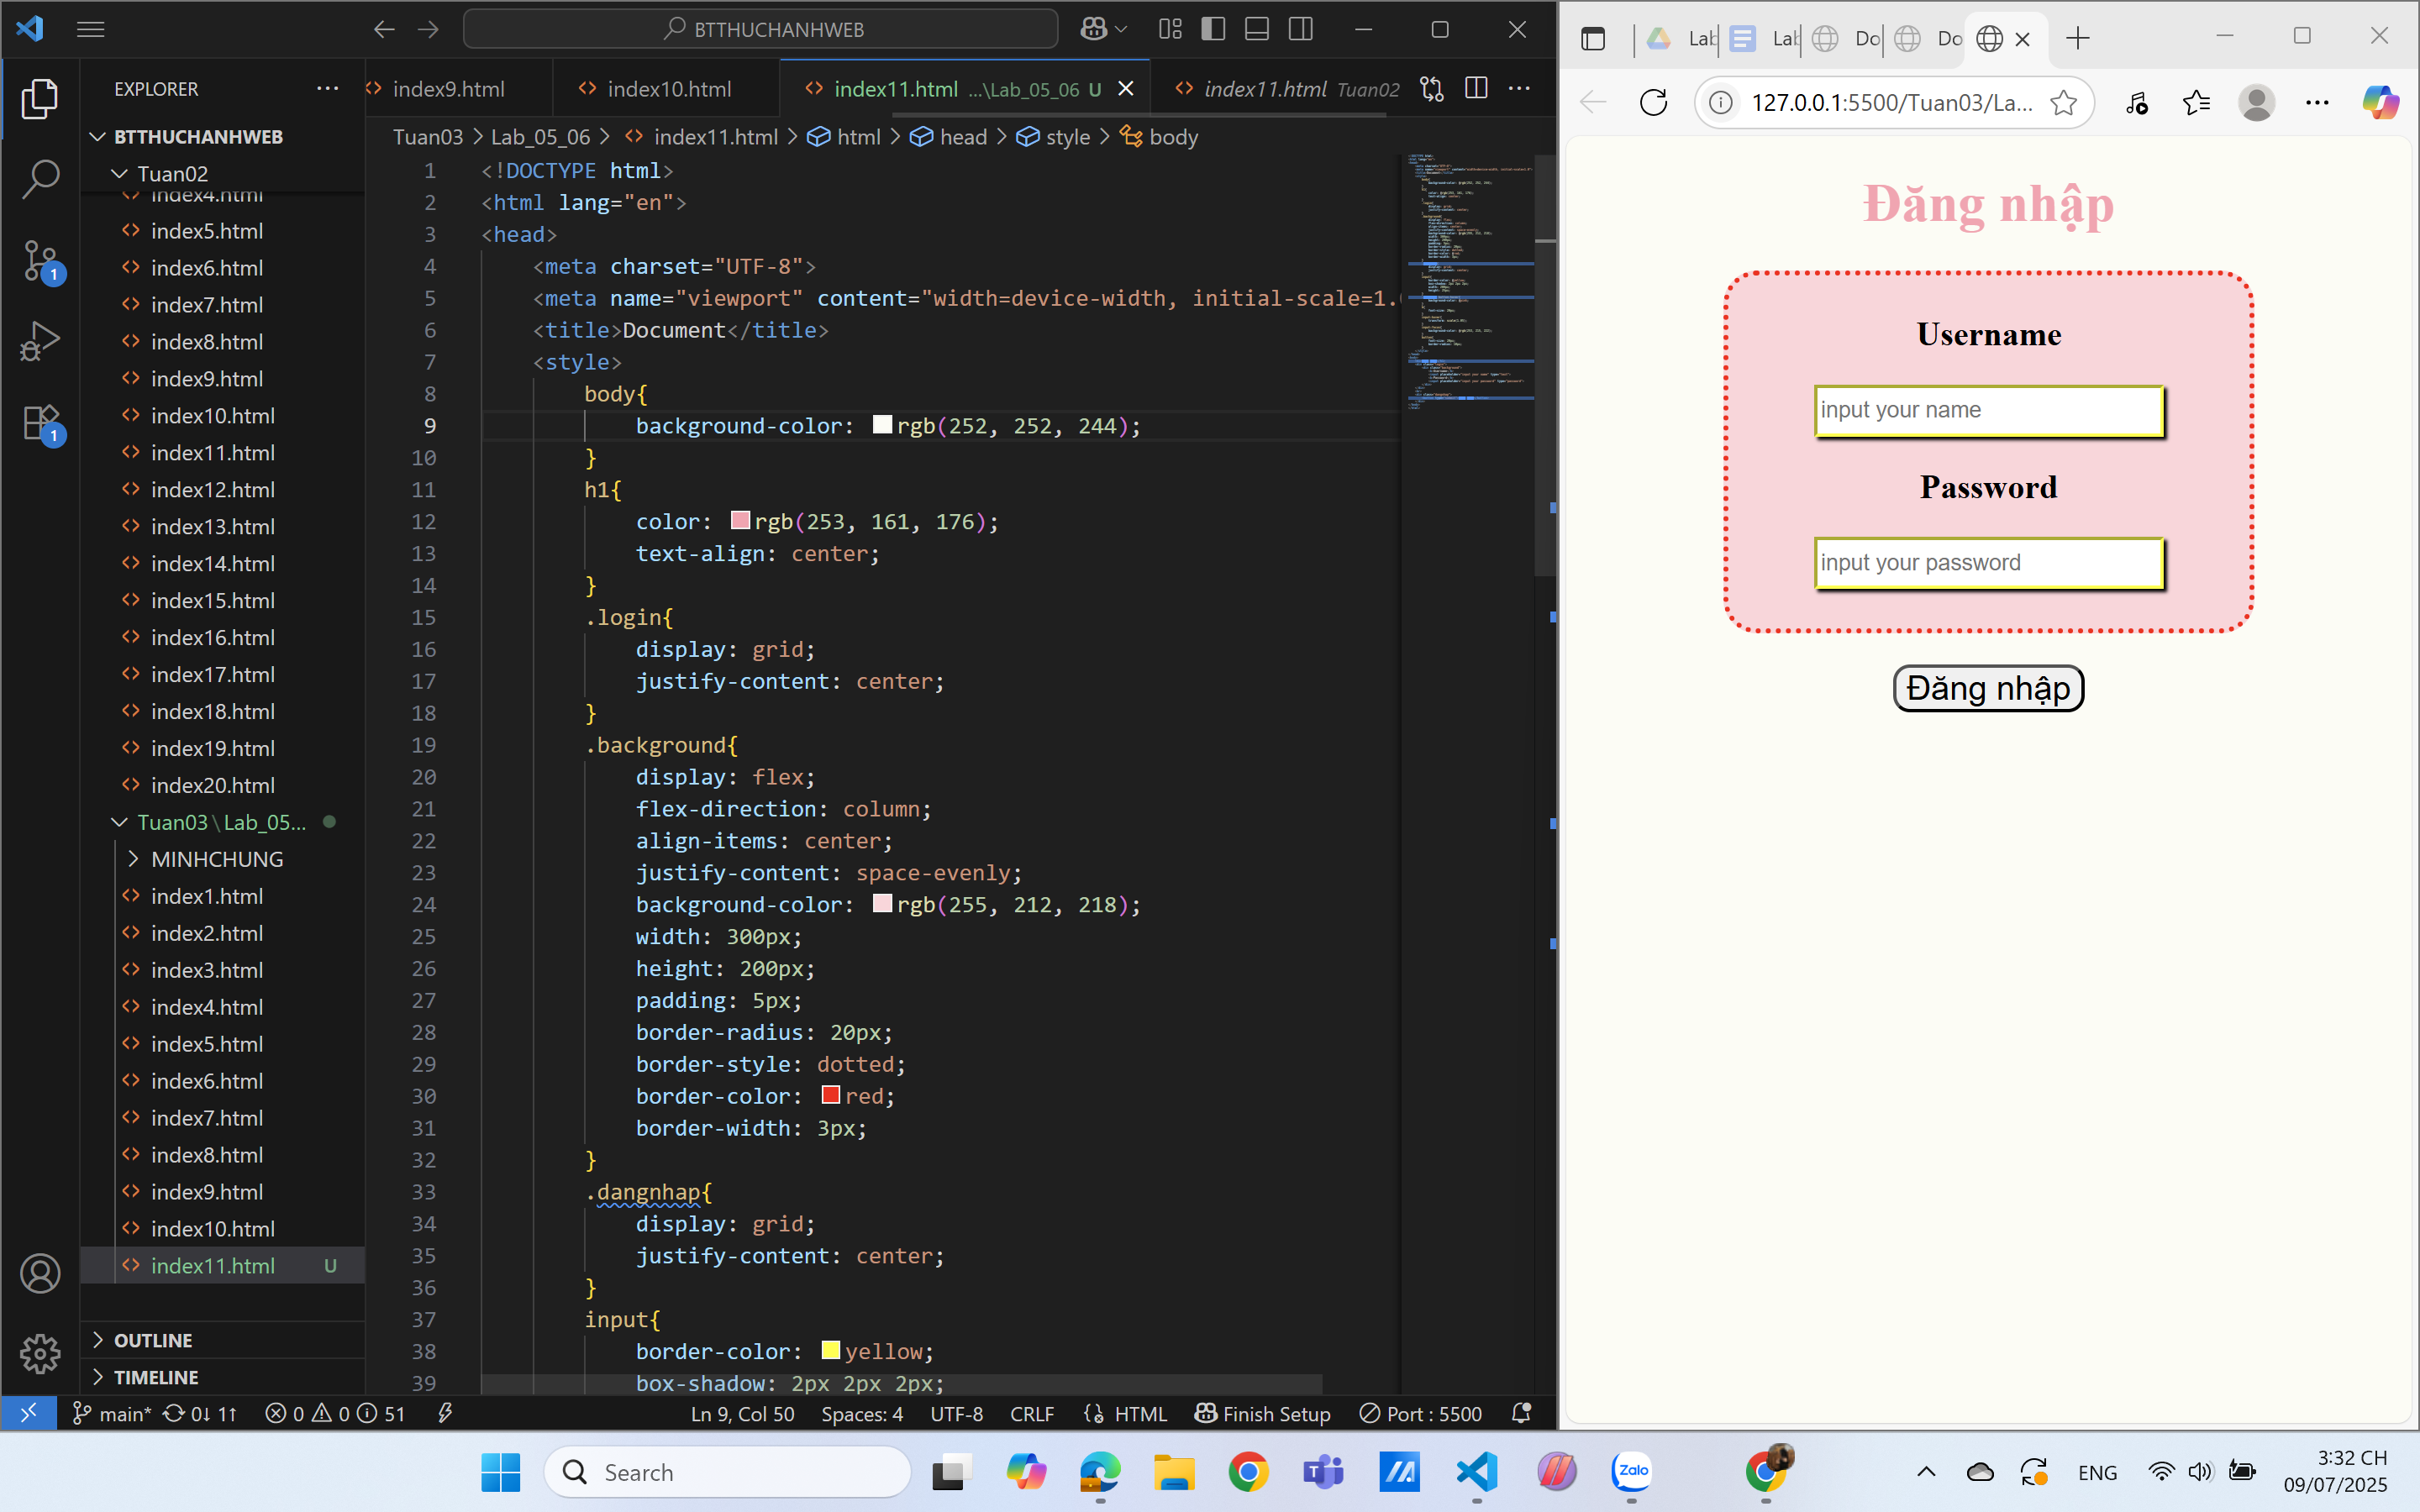 BTTHUCHANHWEB
EXPLORER
BTTHUCHANHWEB
Tuan02
index4.html
index5.html
index6.html
index7.html
index8.html
index9.html
index10.html
index11.html
index12.html
index13.html
index14.html
index15.html
index16.html
index17.html
index18.html
index19.html
index20.html
Tuan03\Lab_05...
MINHCHUNG
index1.html
index2.html
index3.html
index4.html
index5.html
index6.html
index7.html
index8.html
index9.html
index10.html
index11.html U
OUTLINE
TIMELINE
1
1
index9.html
index10.html
index11.html ...\Lab_05_06 U
index11.html Tuan02
Tuan03 > Lab_05_06 > index11.html > html > head > style > body
1 <!DOCTYPE html>
2 <html lang="en">
3 <head>
4 <meta charset="UTF-8">
5 <meta name="viewport" content="width=device-width, initial-scale=1.
6 <title>Document</title>
7 <style>
8 body{
9 background-color: rgb(252, 252, 244);
10 }
11 h1{
12 color: rgb(253, 161, 176);
13 text-align: center;
14 }
15 .login{
16 display: grid;
17 justify-content: center;
18 }
19 .background{
20 display: flex;
21 flex-direction: column;
22 align-items: center;
23 justify-content: space-evenly;
24 background-color: rgb(255, 212, 218);
25 width: 300px;
26 height: 200px;
27 padding: 5px;
28 border-radius: 20px;
29 border-style: dotted;
30 border-color: red;
31 border-width: 3px;
32 }
33 .dangnhap{
34 display: grid;
35 justify-content: center;
36 }
37 input{
38 border-color: yellow;
39 box-shadow: 2px 2px 2px;
main* 0↓ 1↑ 0 0 51
Ln 9, Col 50 Spaces: 4 UTF-8 CRLF HTML Finish Setup Port : 5500
Lab
Lab
Do
Do
127.0.0.1:5500/Tuan03/La...
Đăng nhập
Username
input your name
Password
input your password
Đăng nhập
Search
Zalo
ENG
3:32 CH
09/07/2025